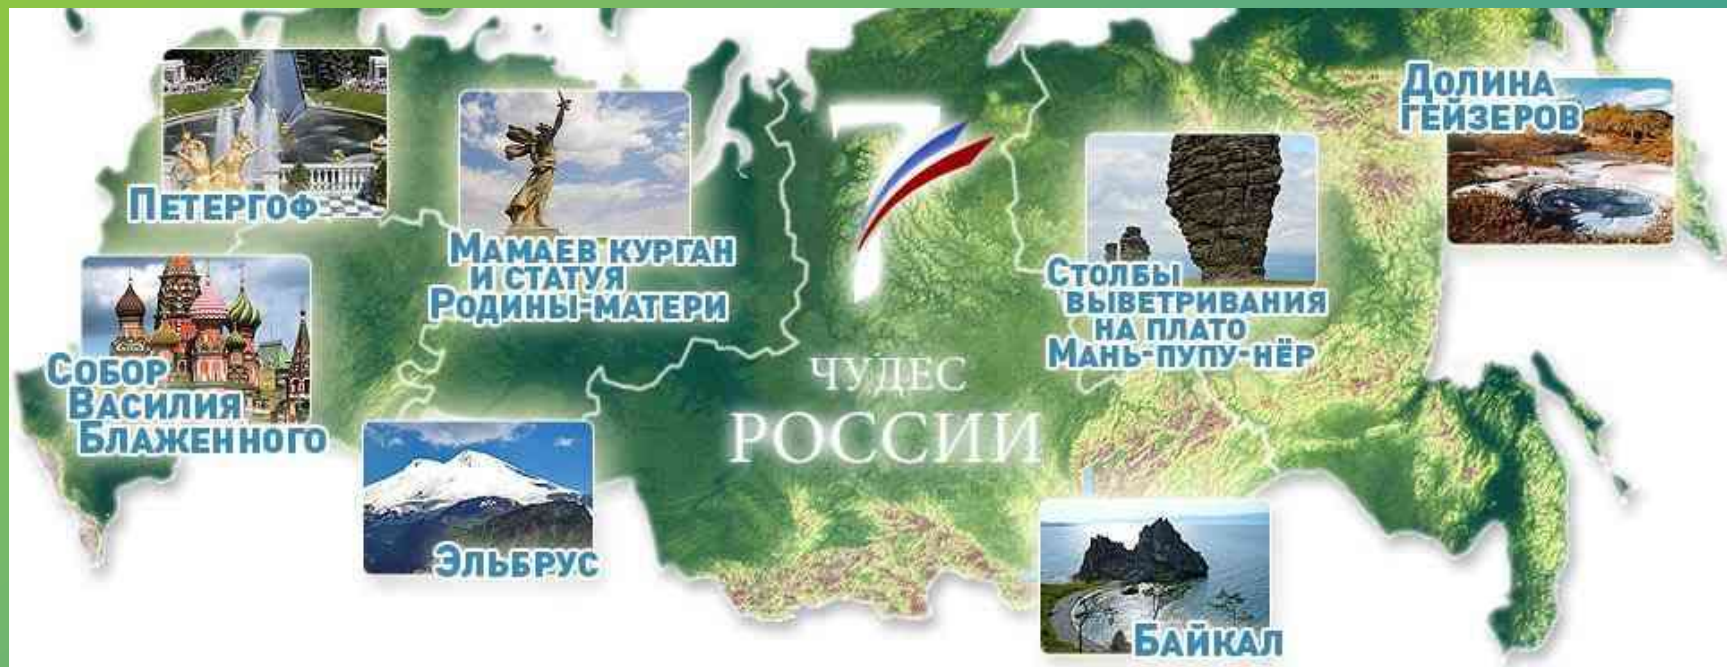 Петергоф
Мамаев курган
и статуя
Родины-матери
7
чудес
России
Столбы
выветривания
на плато
Мань-пупу-нёр
Долина
гейзеров
Собор
Василия
Блаженного
Эльбрус
Байкал